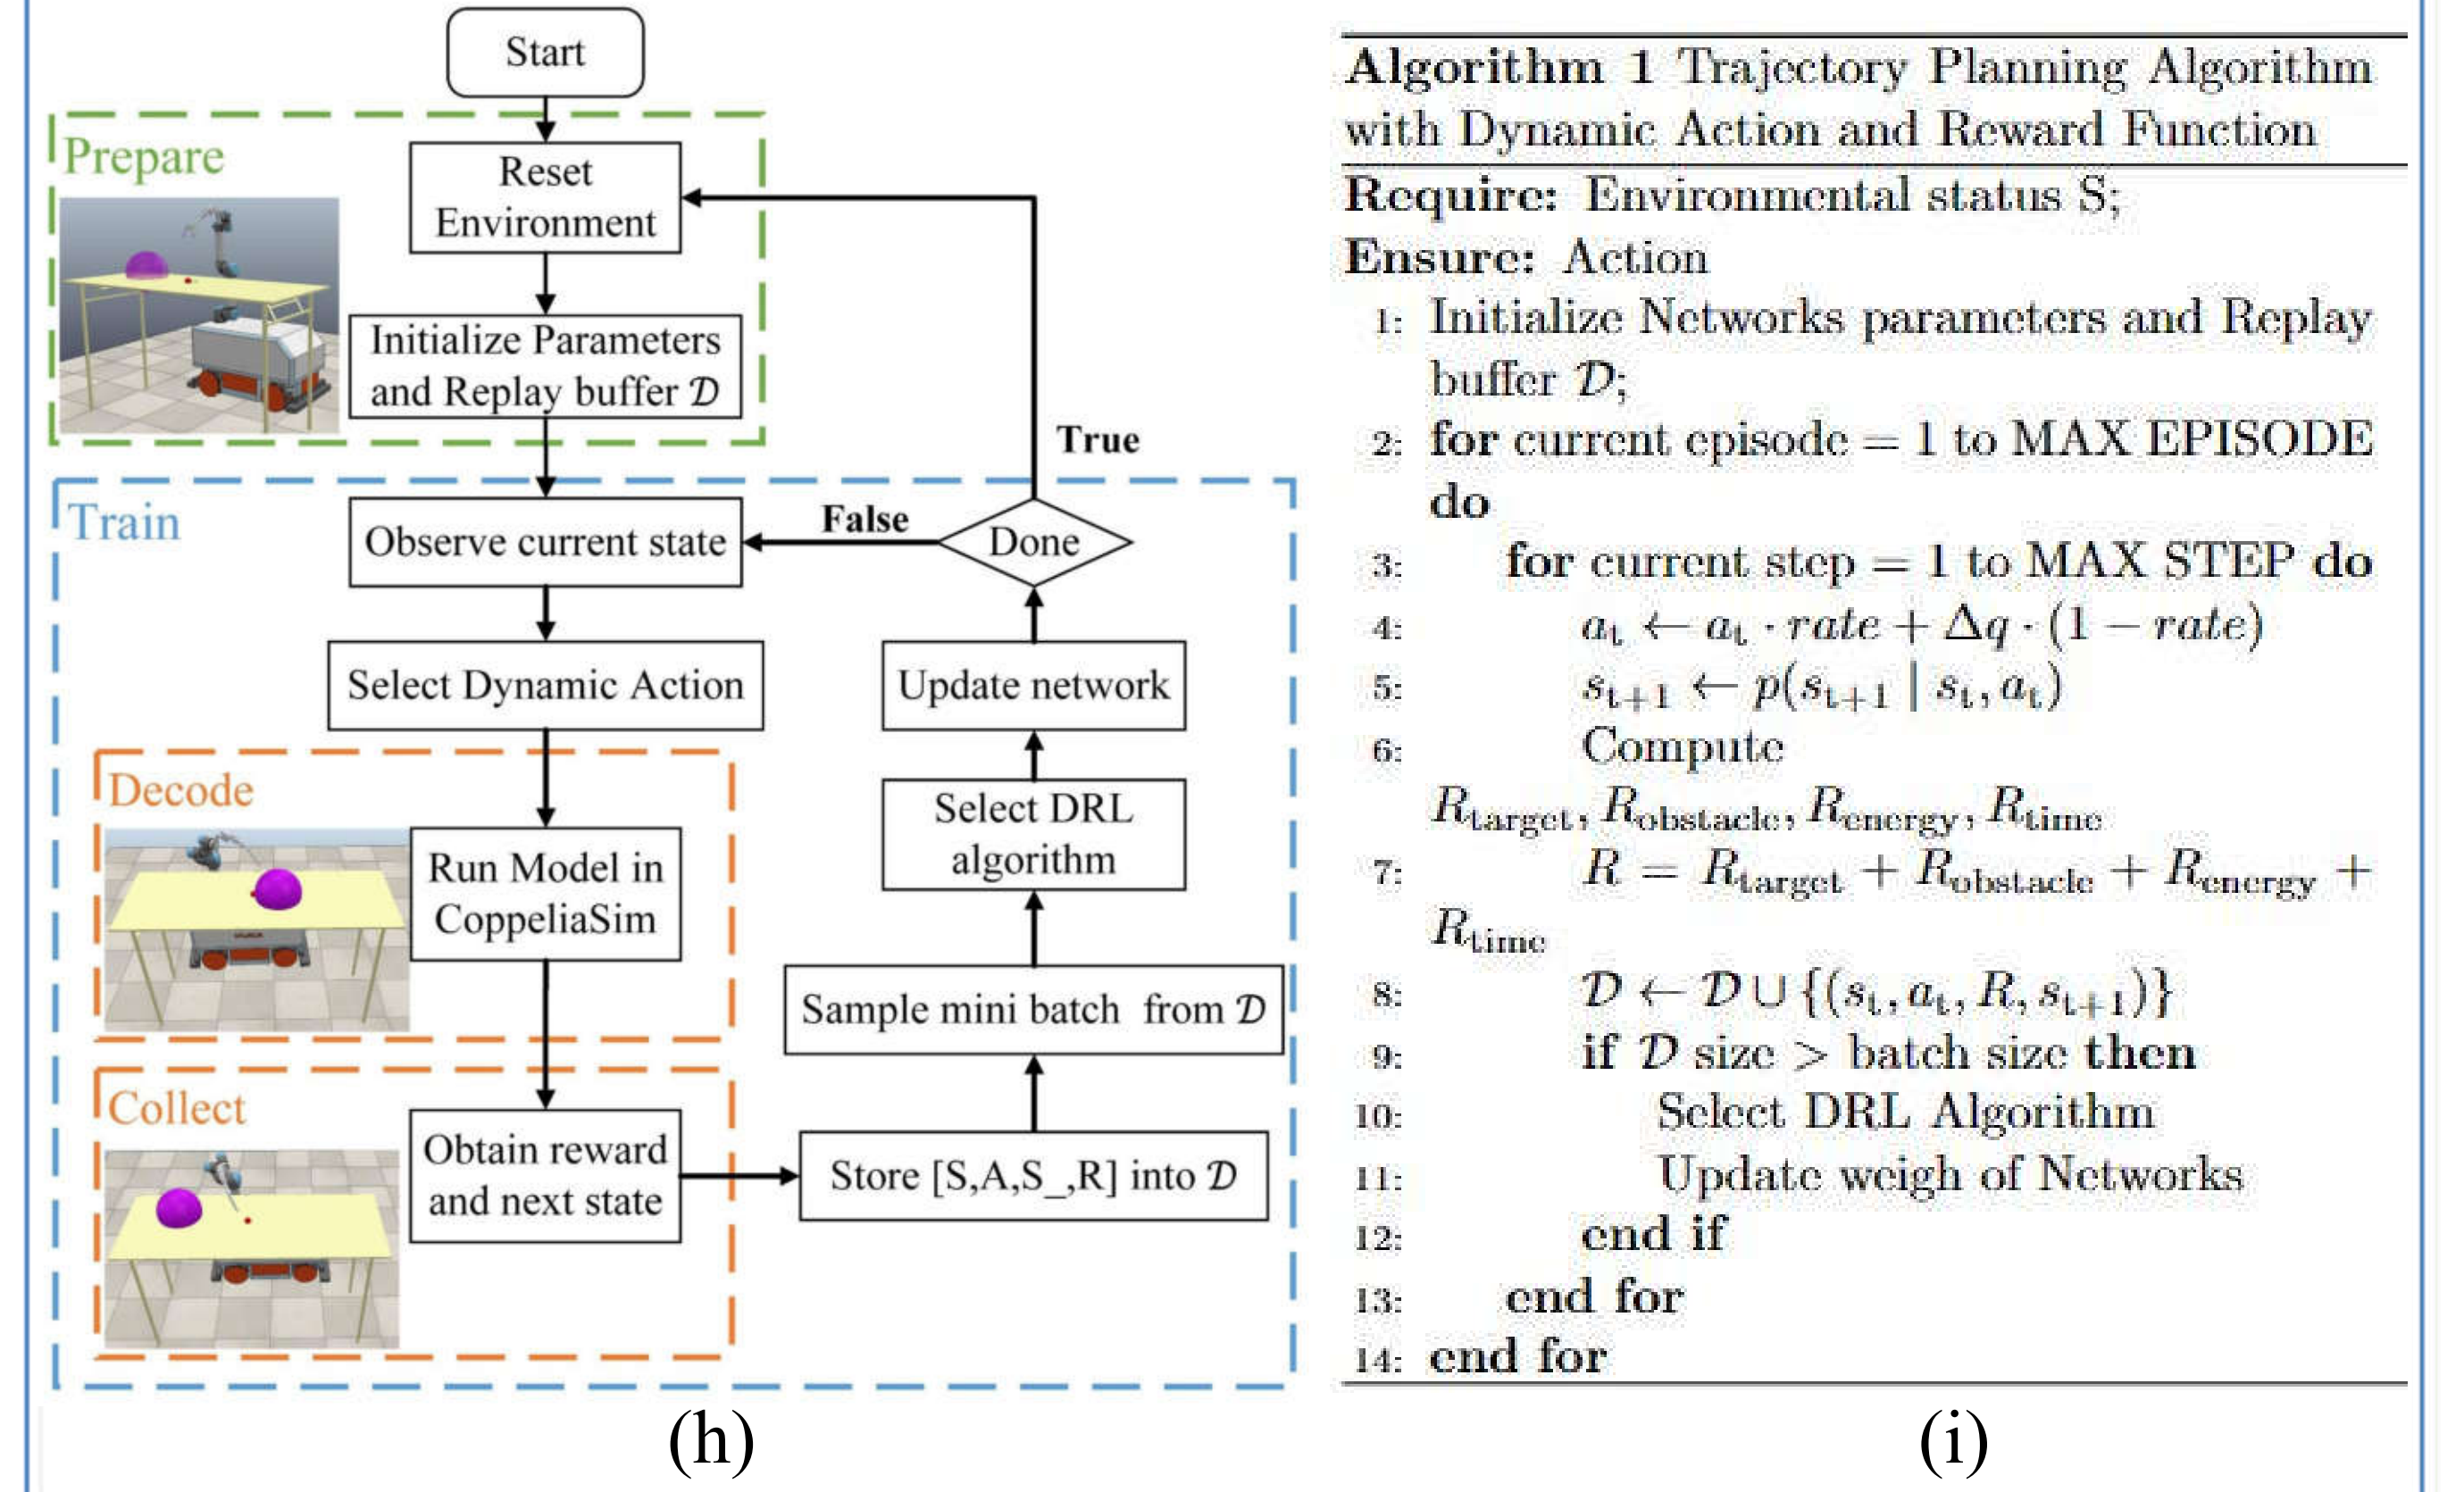 Start
Prepare
Reset
Environment
Initialize Parameters
and Replay buffer 𝒟
True
Train
Observe current state
False
Done
Select Dynamic Action
Update network
Decode
Run Model in
CoppeliaSim
Select DRL
algorithm
Sample mini batch from 𝒟
Collect
Obtain reward
and next state
Store [S,A,S_,R] into 𝒟
(h)
Algorithm 1 Trajectory Planning Algorithm
with Dynamic Action and Reward Function
Require: Environmental status S;
Ensure: Action
1: Initialize Networks parameters and Replay
buffer 𝒟;
2: for current episode = 1 to MAX EPISODE
do
3: for current step = 1 to MAX STEP do
4: a_t ← a_t · rate + Δq · (1 − rate)
5: s_{t+1} ← p(s_{t+1} | s_t, a_t)
6: Compute
R_target, R_obstacle, R_energy, R_time
7: R = R_target + R_obstacle + R_energy +
R_time
8: 𝒟 ← 𝒟 ∪ {(s_t, a_t, R, s_{t+1})}
9: if 𝒟 size > batch size then
10: Select DRL Algorithm
11: Update weigh of Networks
12: end if
13: end for
14: end for
(i)